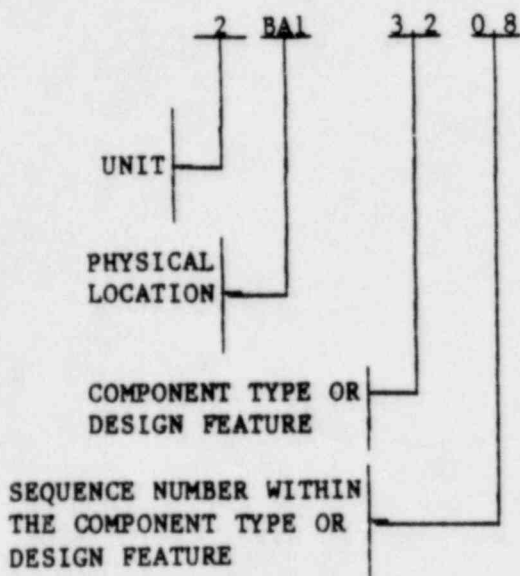 2 BA1 3 2 0 8
UNIT
PHYSICAL
LOCATION
COMPONENT TYPE OR
DESIGN FEATURE
SEQUENCE NUMBER WITHIN
THE COMPONENT TYPE OR
DESIGN FEATURE